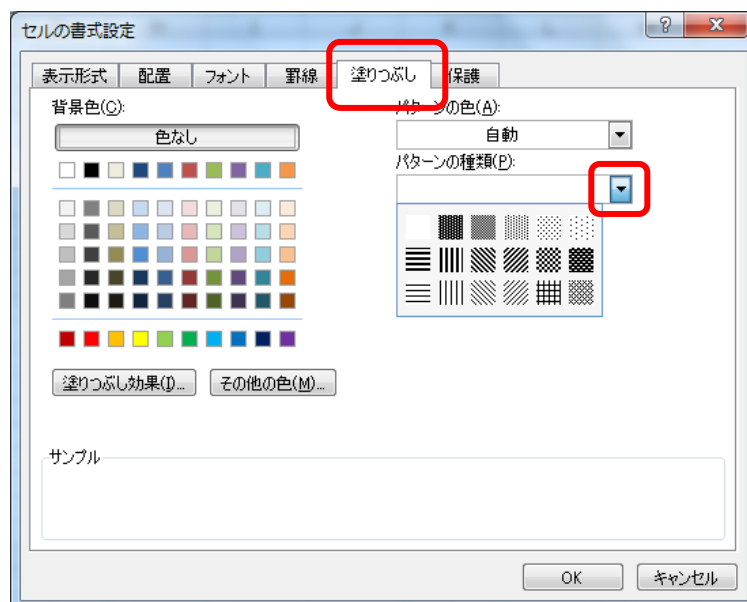 セルの書式設定
表示形式 配置 フォント 罫線 塗りつぶし 保護
背景色(C):
色なし
パターンの色(A):
自動
パターンの種類(P):
塗りつぶし効果(I)... その他の色(M)...
サンプル
OK キャンセル